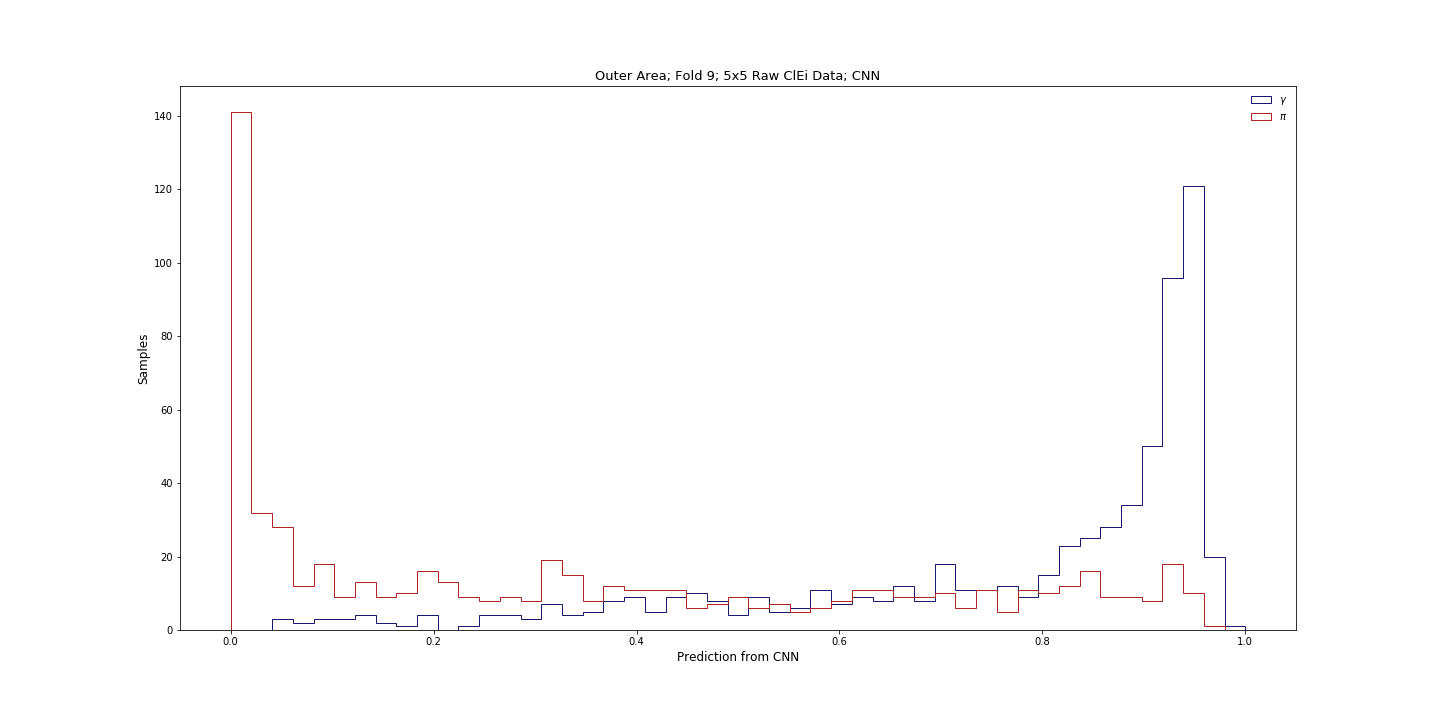 Outer Area; Fold 9; 5x5 Raw ClEi Data; CNN
γ
π
140
120
100
80
60
40
20
0
Samples
0.0 0.2 0.4 0.6 0.8 1.0
Prediction from CNN